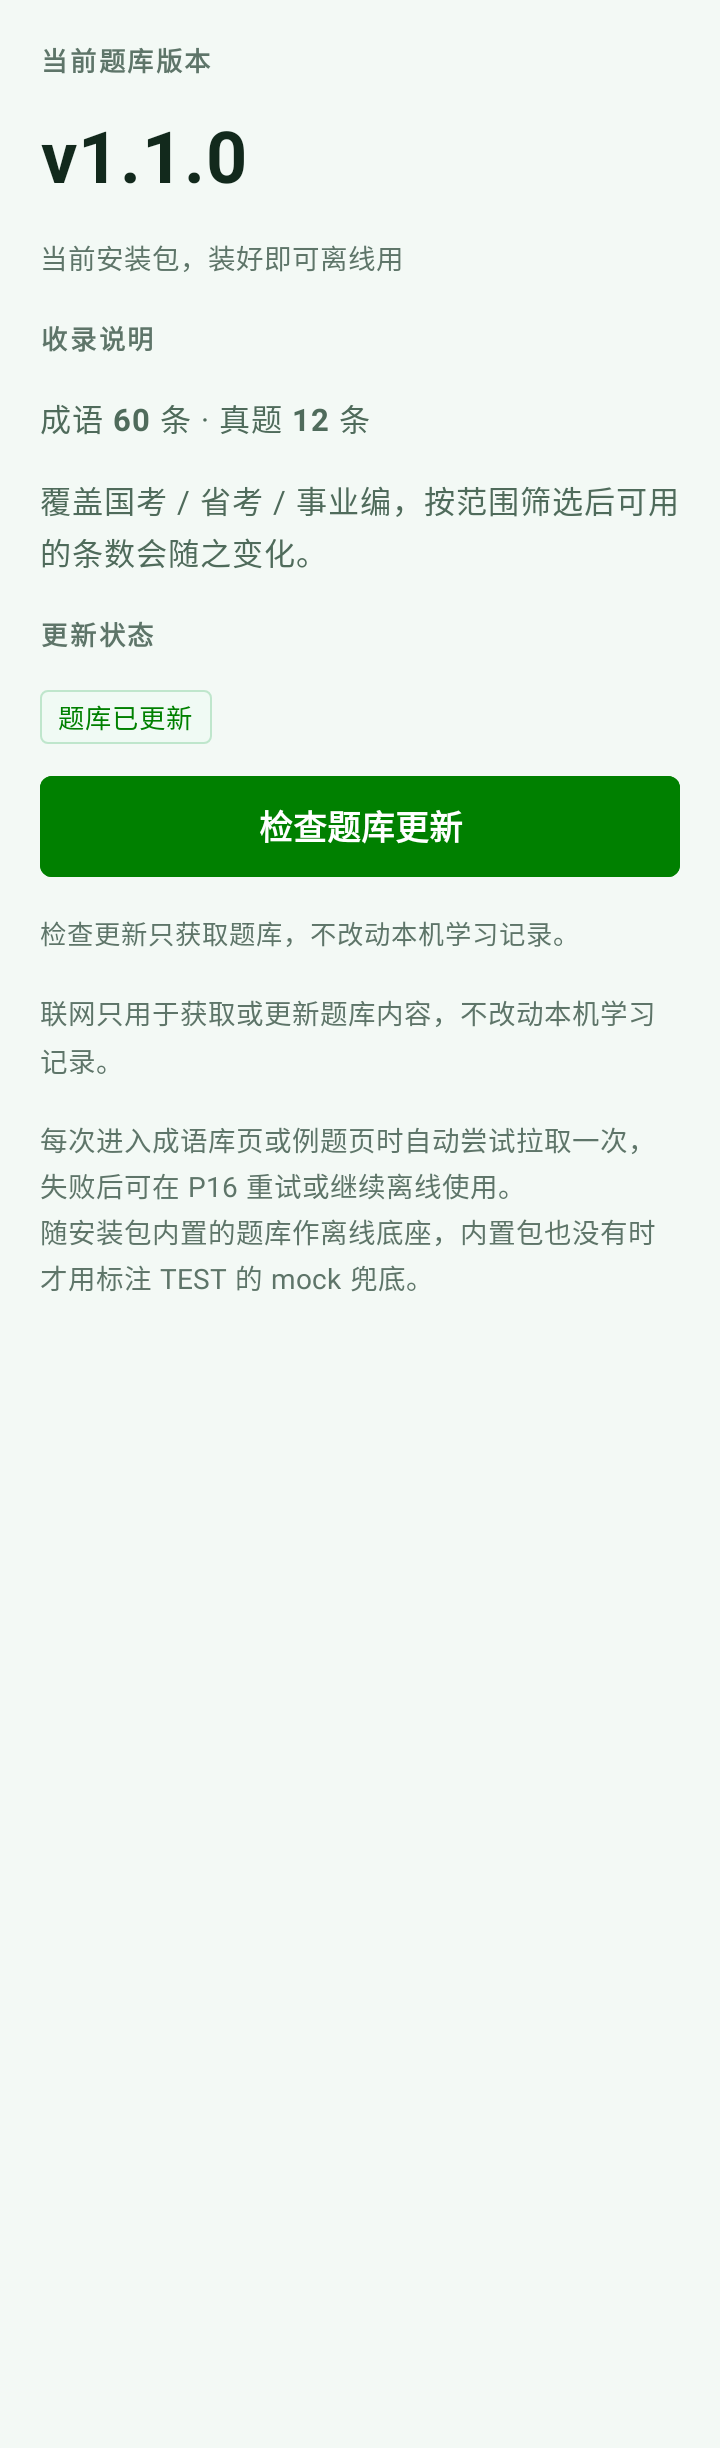 当前题库版本
v1.1.0
当前安装包，装好即可离线用
收录说明
成语 60 条 · 真题 12 条
覆盖国考 / 省考 / 事业编，按范围筛选后可用
的条数会随之变化。
更新状态
题库已更新
检查题库更新
检查更新只获取题库，不改动本机学习记录。
联网只用于获取或更新题库内容，不改动本机学习
记录。
每次进入成语库页或例题页时自动尝试拉取一次，
失败后可在 P16 重试或继续离线使用。
随安装包内置的题库作离线底座，内置包也没有时
才用标注 TEST 的 mock 兜底。